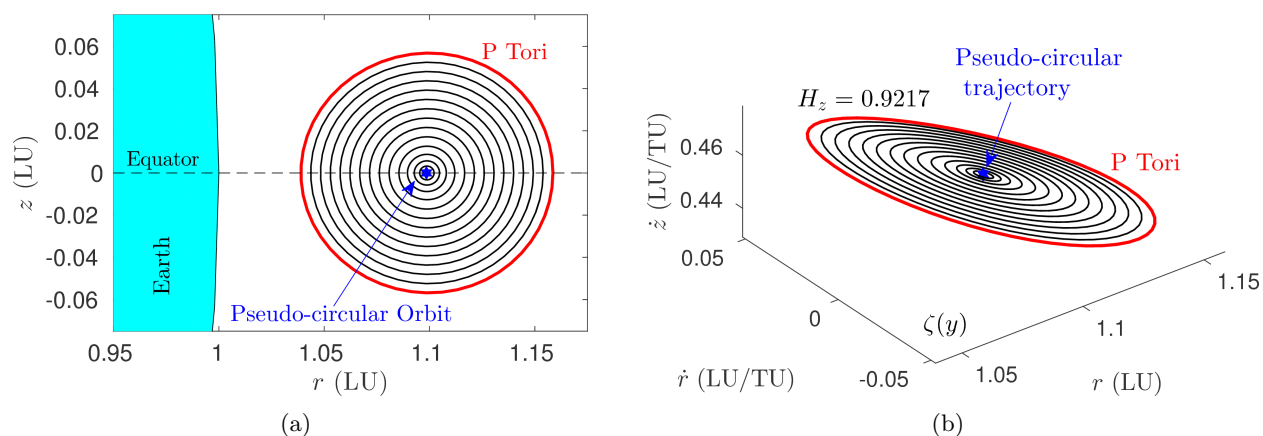 P Tori
0.06
0.04
0.02
0
-0.02
-0.04
-0.06
z (LU)
Equator
Earth
Pseudo-circular Orbit
0.95
1
1.05
1.1
1.15
r (LU)
(a)
Pseudo-circular
trajectory
H_z = 0.9217
P Tori
0.46
0.44
ż (LU/TU)
0.05
0
-0.05
ṙ (LU/TU)
ζ(y)
1.05
1.1
1.15
r (LU)
(b)